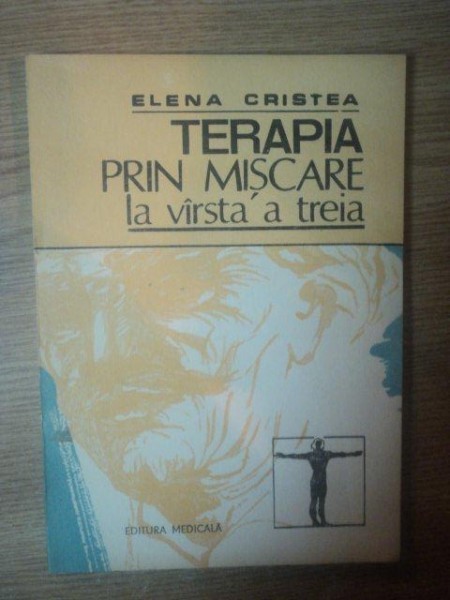 ELENA CRISTEA
TERAPIA
PRIN MIȘCARE
la vîrsta a treia
EDITURA MEDICALĂ